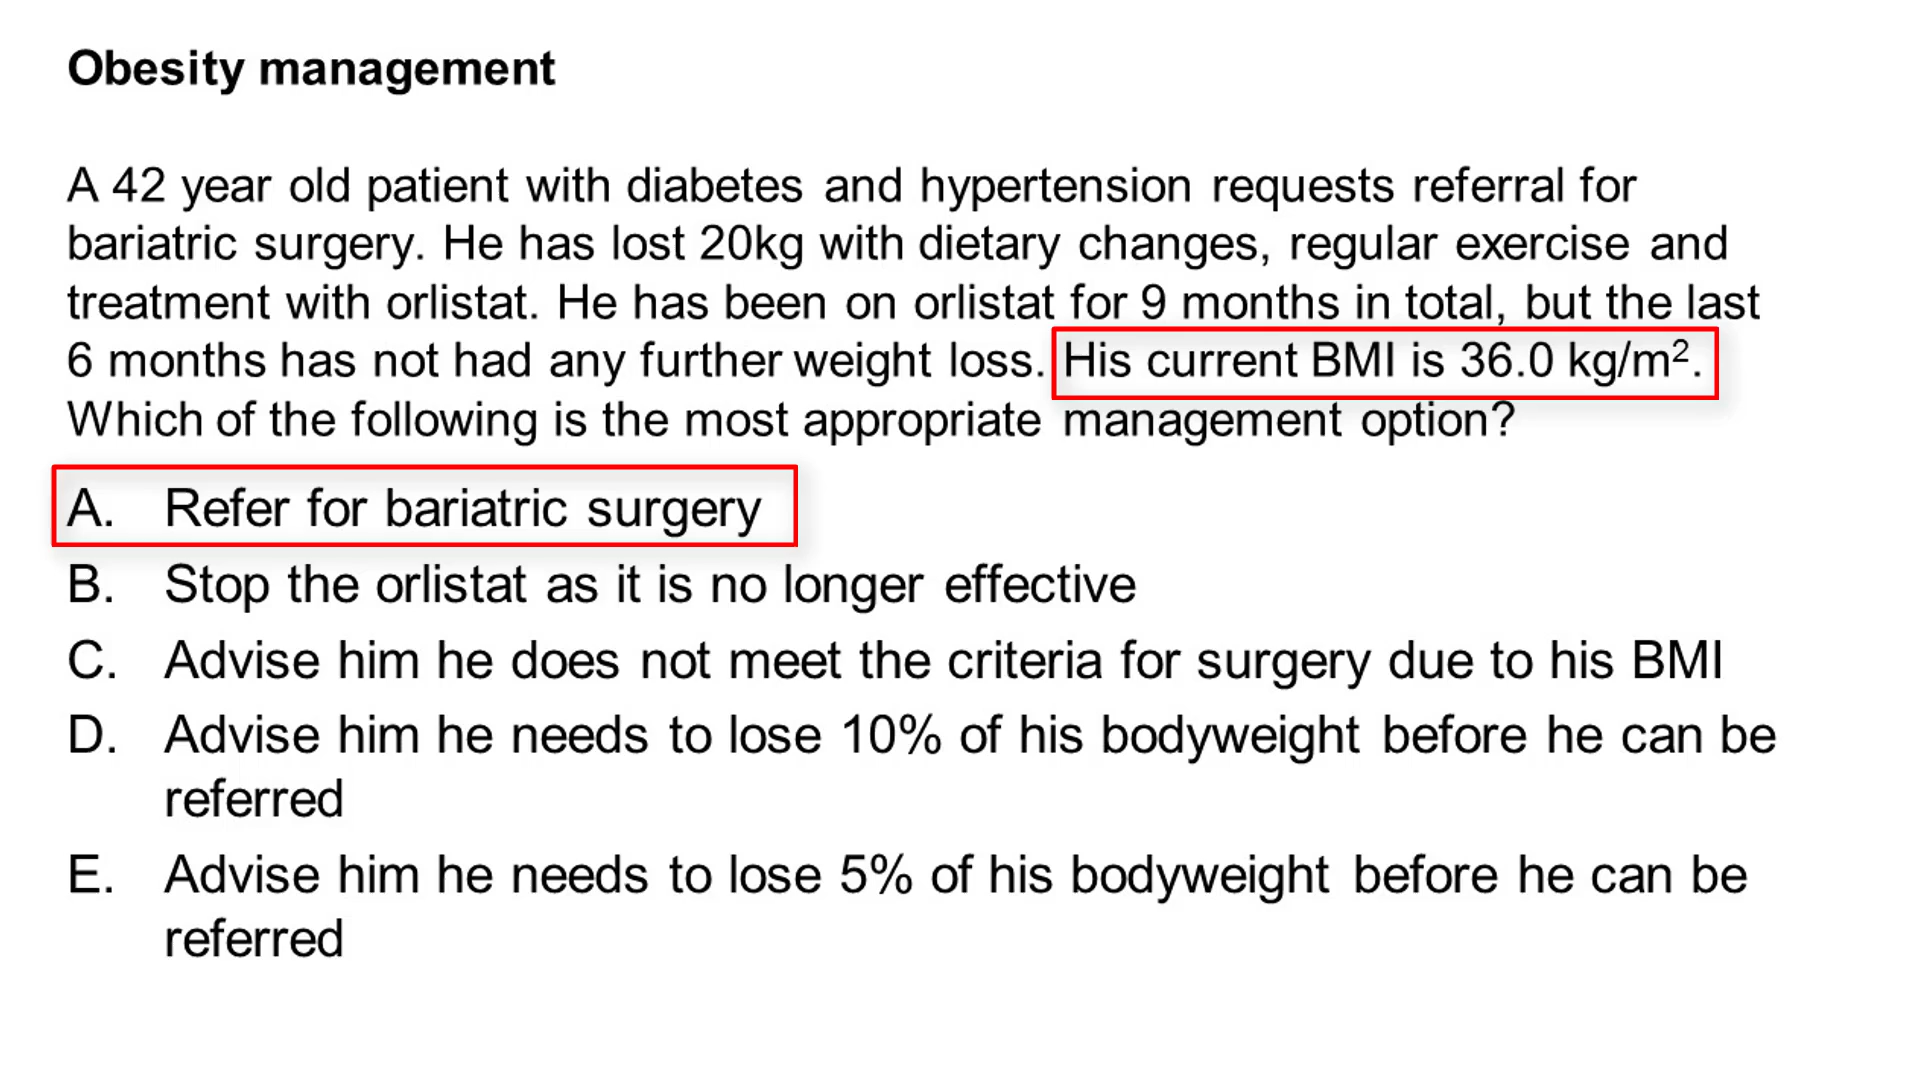 Obesity management
A 42 year old patient with diabetes and hypertension requests referral for
bariatric surgery. He has lost 20kg with dietary changes, regular exercise and
treatment with orlistat. He has been on orlistat for 9 months in total, but the last
6 months has not had any further weight loss. His current BMI is 36.0 kg/m².
Which of the following is the most appropriate management option?
A. Refer for bariatric surgery
B. Stop the orlistat as it is no longer effective
C. Advise him he does not meet the criteria for surgery due to his BMI
D. Advise him he needs to lose 10% of his bodyweight before he can be
referred
E. Advise him he needs to lose 5% of his bodyweight before he can be
referred